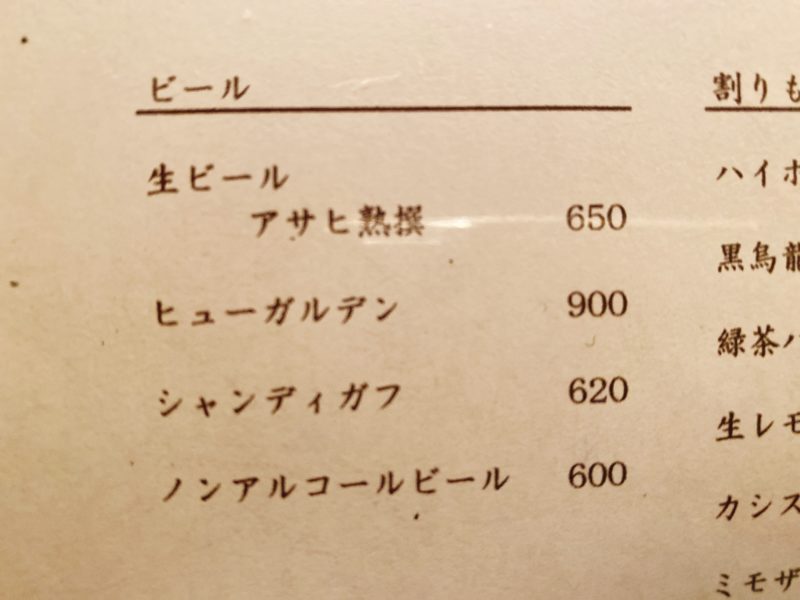 ビール
生ビール
アサヒ熟撰 650
ヒューガルデン 900
シャンディガフ 620
ノンアルコールビール 600
割りも
ハイボ
黒烏龍
緑茶ハ
生レモ
カシス
ミモザ